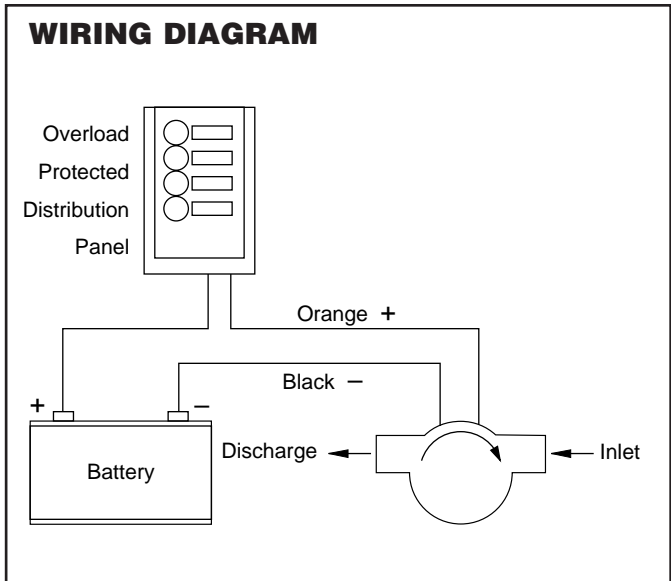 WIRING DIAGRAM
Overload
Protected
Distribution
Panel
Orange +
Black −
+ −
Battery
Discharge
Inlet